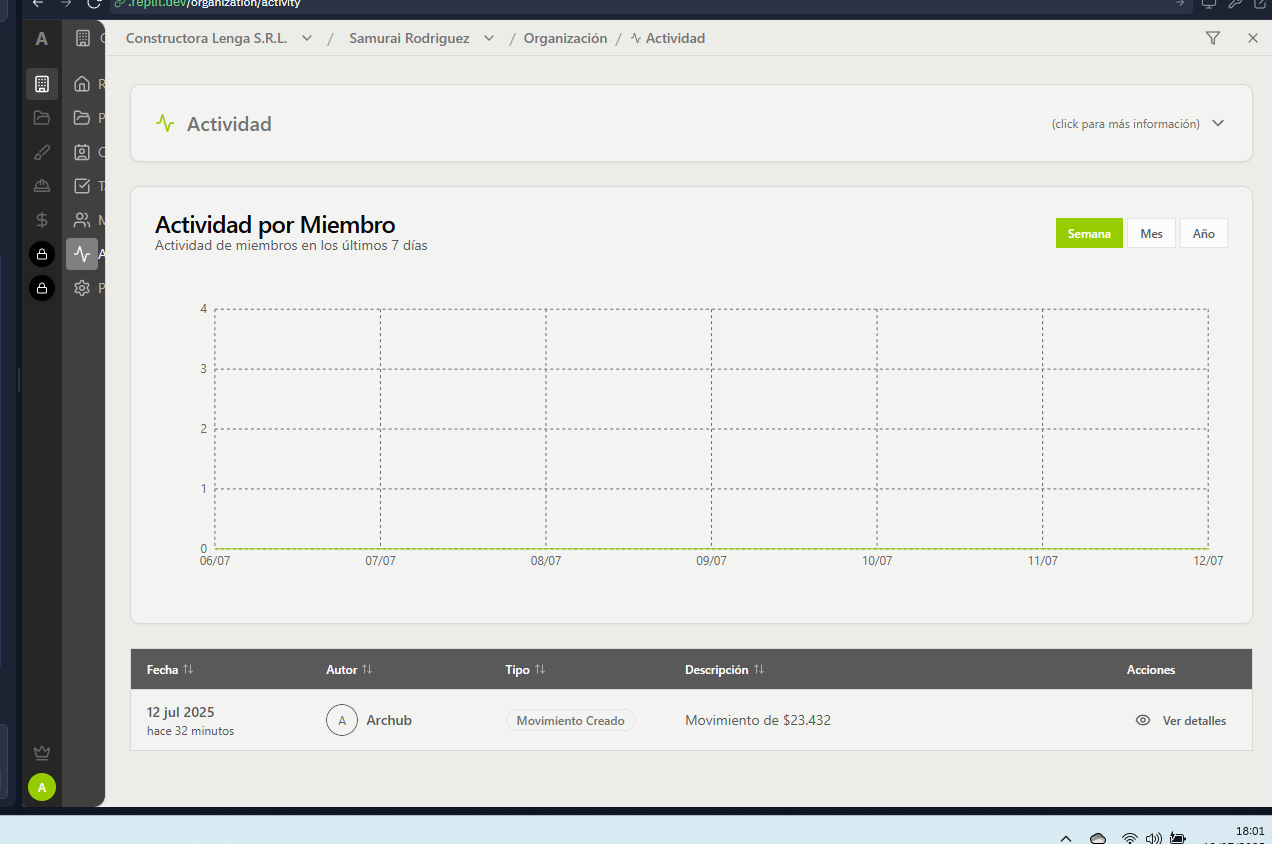 .replit.dev/organization/activity
A
Constructora Lenga S.R.L. / Samurai Rodriguez / Organización / Actividad
Actividad
(click para más información)
Actividad por Miembro
Actividad de miembros en los últimos 7 días
Semana Mes Año
4
3
2
1
0
06/07 07/07 08/07 09/07 10/07 11/07 12/07
Fecha Autor Tipo Descripción Acciones
12 jul 2025
hace 32 minutos
A Archub
Movimiento Creado
Movimiento de $23.432
Ver detalles
A
18:01